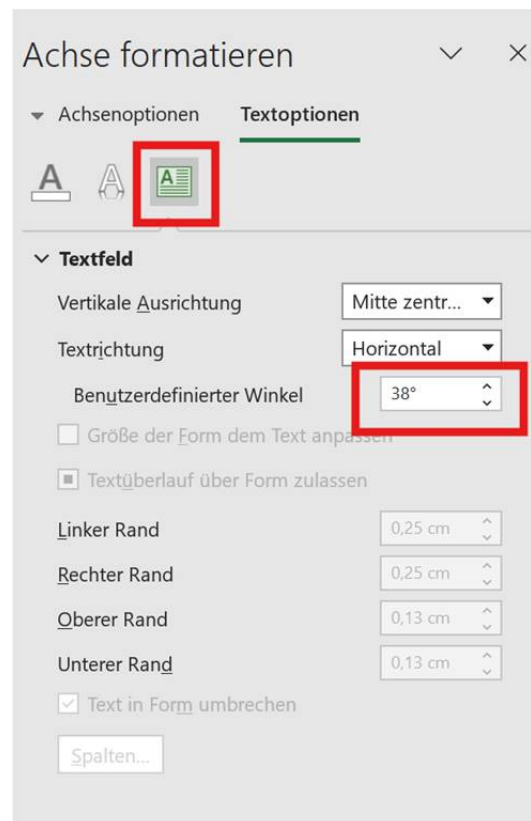 Achse formatieren
Achsenoptionen Textoptionen
A A A
Textfeld
Vertikale Ausrichtung Mitte zentr...
Textrichtung Horizontal
Benutzerdefinierter Winkel 38°
Größe der Form dem Text anpassen
Textüberlauf über Form zulassen
Linker Rand 0,25 cm
Rechter Rand 0,25 cm
Oberer Rand 0,13 cm
Unterer Rand 0,13 cm
Text in Form umbrechen
Spalten...